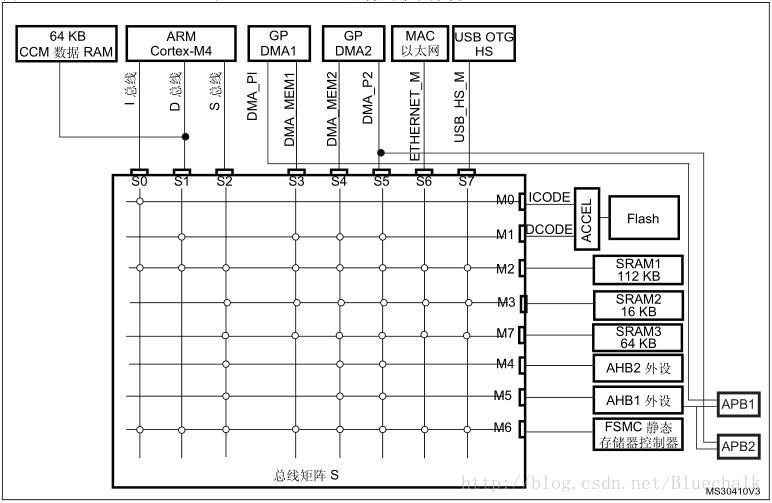 64 KB
CCM 数据 RAM
ARM
Cortex-M4
GP
DMA1
GP
DMA2
MAC
以太网
USB OTG
HS
I 总线
D 总线
S 总线
DMA_PI
DMA_MEM1
DMA_MEM2
DMA_P2
ETHERNET_M
USB_HS_M
S0
S1
S2
S3
S4
S5
S6
S7
M0
ICODE
M1
DCODE
ACCEL
Flash
M2
SRAM1
112 KB
M3
SRAM2
16 KB
M7
SRAM3
64 KB
M4
AHB2 外设
M5
AHB1 外设
APB1
M6
FSMC 静态
存储器控制器
APB2
总线矩阵 S
http://blog.csdn.net/Bluechalk
MS30410V3